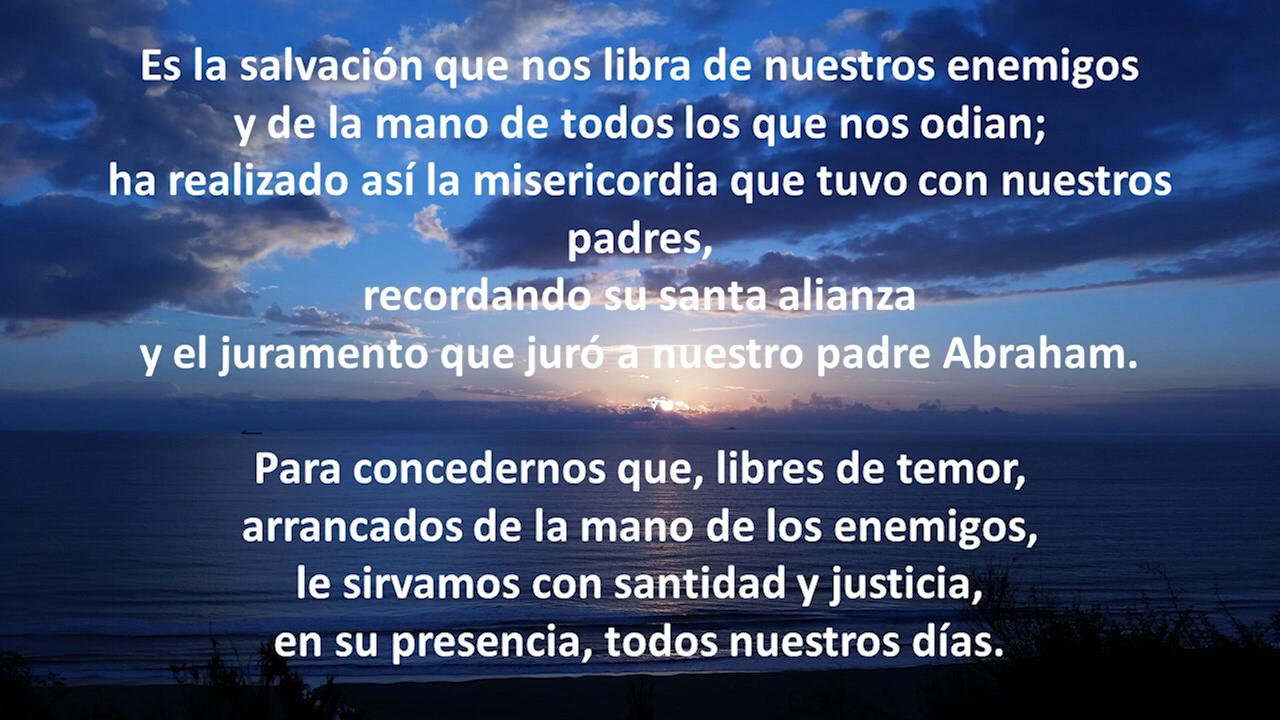 Es la salvación que nos libra de nuestros enemigos
y de la mano de todos los que nos odian;
ha realizado así la misericordia que tuvo con nuestros
padres,
recordando su santa alianza
y el juramento que juró a nuestro padre Abraham.
Para concedernos que, libres de temor,
arrancados de la mano de los enemigos,
le sirvamos con santidad y justicia,
en su presencia, todos nuestros días.